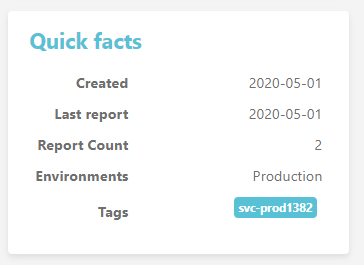 Quick facts
Created 2020-05-01
Last report 2020-05-01
Report Count 2
Environments Production
Tags svc-prod1382